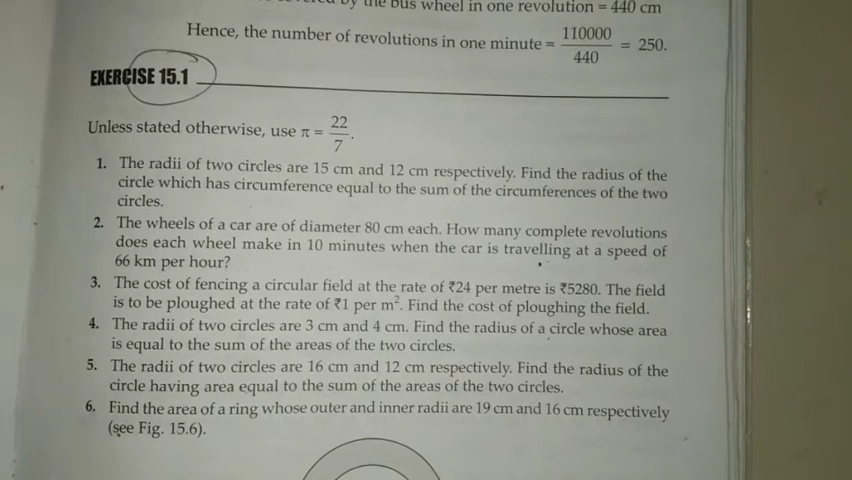 by the bus wheel in one revolution = 440 cm
Hence, the number of revolutions in one minute = 110000/440 = 250.
EXERCISE 15.1
Unless stated otherwise, use π = 22/7.
1. The radii of two circles are 15 cm and 12 cm respectively. Find the radius of the
circle which has circumference equal to the sum of the circumferences of the two
circles.
2. The wheels of a car are of diameter 80 cm each. How many complete revolutions
does each wheel make in 10 minutes when the car is travelling at a speed of
66 km per hour?
3. The cost of fencing a circular field at the rate of ₹24 per metre is ₹5280. The field
is to be ploughed at the rate of ₹1 per m². Find the cost of ploughing the field.
4. The radii of two circles are 3 cm and 4 cm. Find the radius of a circle whose area
is equal to the sum of the areas of the two circles.
5. The radii of two circles are 16 cm and 12 cm respectively. Find the radius of the
circle having area equal to the sum of the areas of the two circles.
6. Find the area of a ring whose outer and inner radii are 19 cm and 16 cm respectively
(see Fig. 15.6).